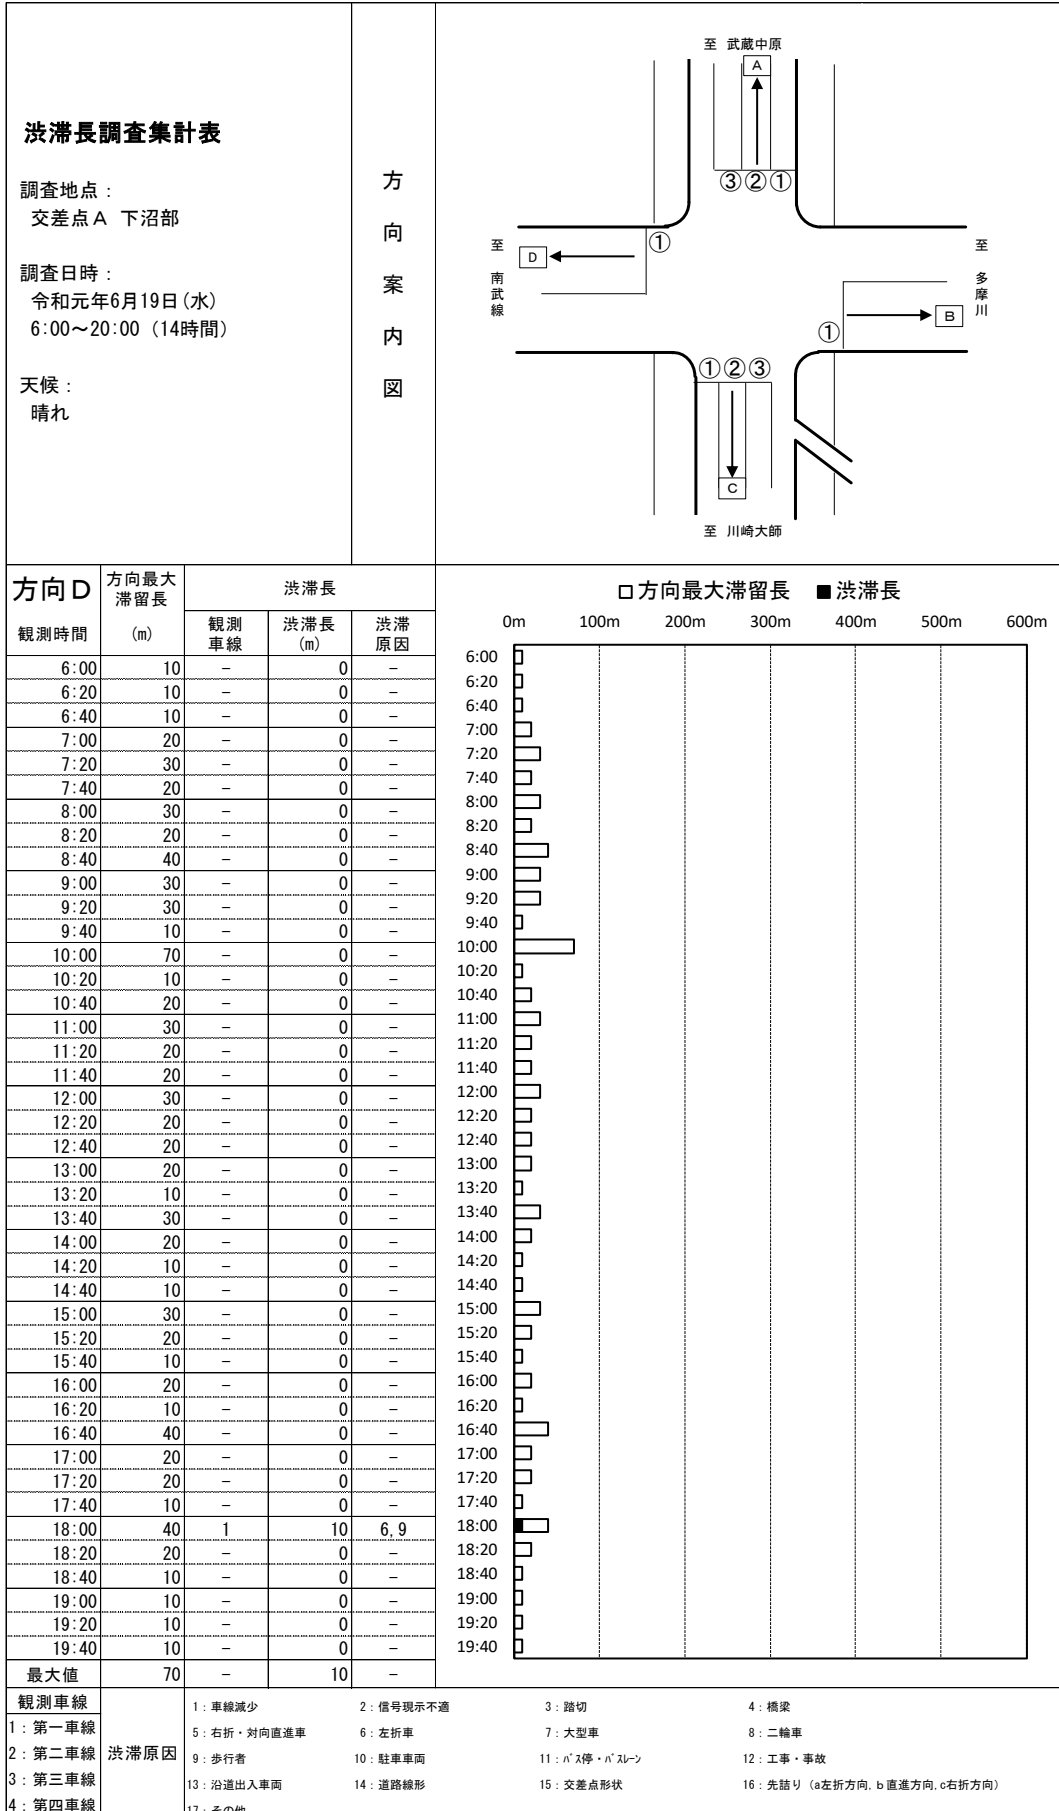 渋滞長調査集計表
調査地点：
交差点A 下沼部
調査日時：
令和元年6月19日(水)
6:00～20:00 (14時間)
天候：
晴れ
方向案内図
至 武蔵中原
A
③②①
至 南武線
D
①
至 多摩川
B
①
①②③
C
至 川崎大師
方向D 方向最大滞留長 渋滞長
観測時間 (m) 観測車線 渋滞長(m) 渋滞原因
6:00 10 － 0 －
6:20 10 － 0 －
6:40 10 － 0 －
7:00 20 － 0 －
7:20 30 － 0 －
7:40 20 － 0 －
8:00 30 － 0 －
8:20 20 － 0 －
8:40 40 － 0 －
9:00 30 － 0 －
9:20 30 － 0 －
9:40 10 － 0 －
10:00 70 － 0 －
10:20 10 － 0 －
10:40 20 － 0 －
11:00 30 － 0 －
11:20 20 － 0 －
11:40 20 － 0 －
12:00 30 － 0 －
12:20 20 － 0 －
12:40 20 － 0 －
13:00 20 － 0 －
13:20 10 － 0 －
13:40 30 － 0 －
14:00 20 － 0 －
14:20 10 － 0 －
14:40 10 － 0 －
15:00 30 － 0 －
15:20 20 － 0 －
15:40 10 － 0 －
16:00 20 － 0 －
16:20 10 － 0 －
16:40 40 － 0 －
17:00 20 － 0 －
17:20 20 － 0 －
17:40 10 － 0 －
18:00 40 1 10 6,9
18:20 20 － 0 －
18:40 10 － 0 －
19:00 10 － 0 －
19:20 10 － 0 －
19:40 10 － 0 －
最大値 70 － 10 －
□方向最大滞留長 ■渋滞長
0m 100m 200m 300m 400m 500m 600m
6:00
6:20
6:40
7:00
7:20
7:40
8:00
8:20
8:40
9:00
9:20
9:40
10:00
10:20
10:40
11:00
11:20
11:40
12:00
12:20
12:40
13:00
13:20
13:40
14:00
14:20
14:40
15:00
15:20
15:40
16:00
16:20
16:40
17:00
17:20
17:40
18:00
18:20
18:40
19:00
19:20
19:40
観測車線
1：第一車線
2：第二車線
3：第三車線
4：第四車線
渋滞原因
1：車線減少 2：信号現示不適 3：踏切 4：橋梁
5：右折・対向直進車 6：左折車 7：大型車 8：二輪車
9：歩行者 10：駐車車両 11：ﾊﾞｽ停・ﾊﾞｽﾚｰﾝ 12：工事・事故
13：沿道出入車両 14：道路線形 15：交差点形状 16：先詰り (a左折方向,ｂ直進方向,c右折方向)
17：その他